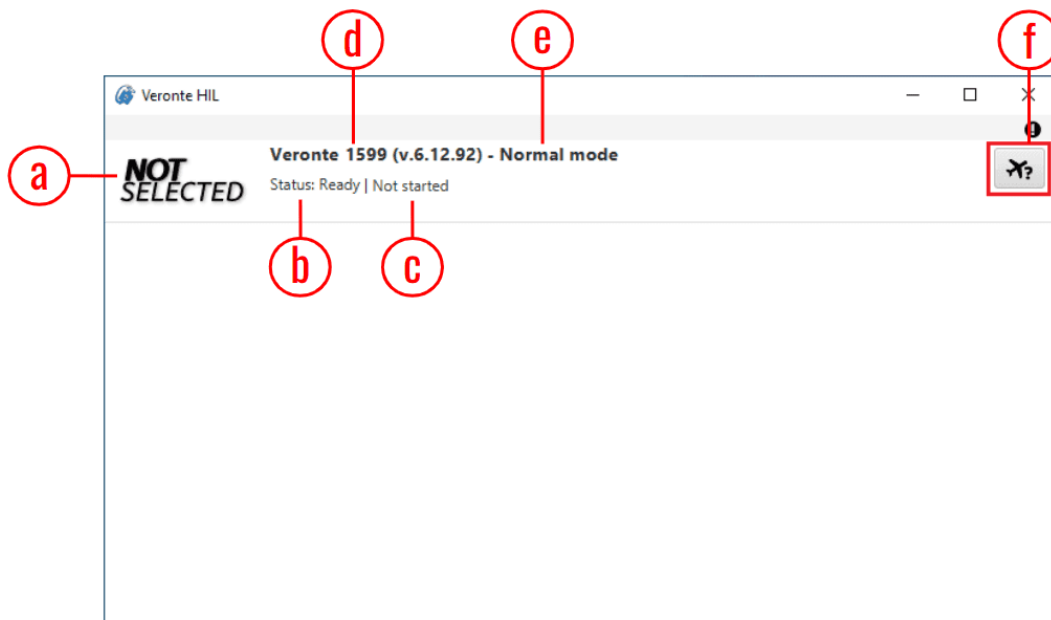 d e f
Veronte HIL
a
NOT
SELECTED
Veronte 1599 (v.6.12.92) - Normal mode
Status: Ready | Not started
?
b c